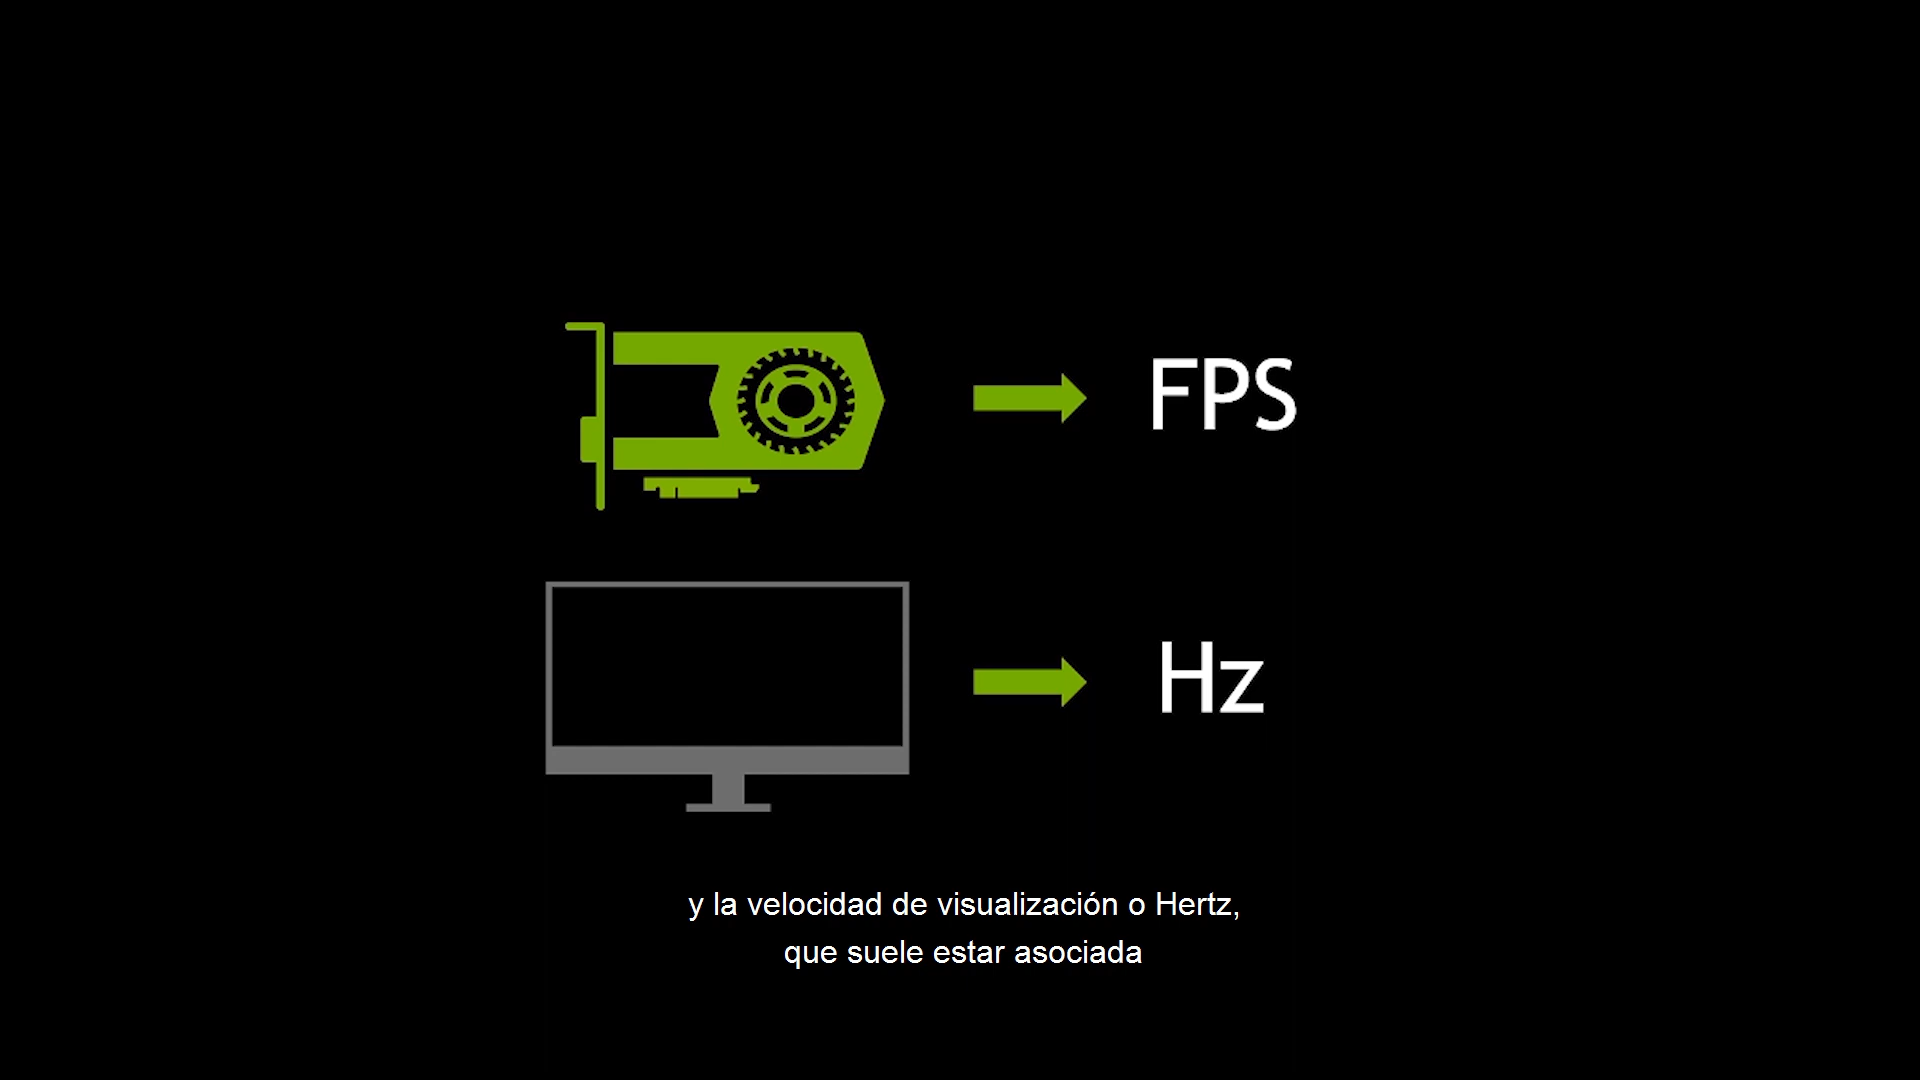 FPS
Hz
y la velocidad de visualización o Hertz,
que suele estar asociada